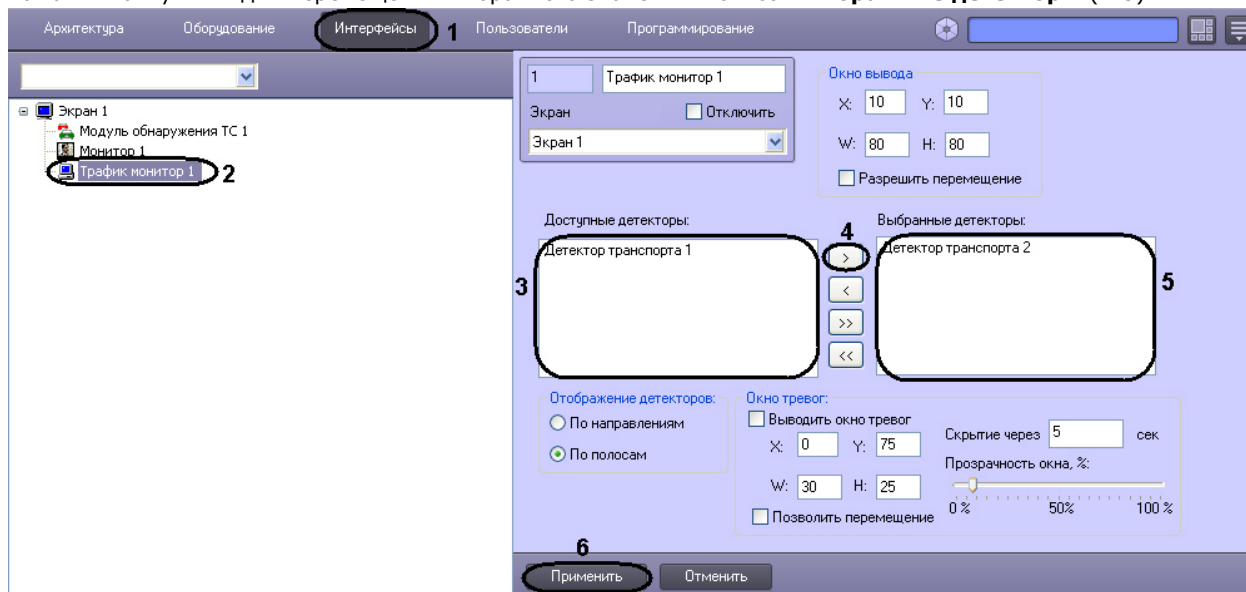 Архитектура Оборудование Интерфейсы 1 Пользователи Программирование
Экран 1
Модуль обнаружения ТС 1
Монитор 1
Трафик монитор 1 2
1 Трафик монитор 1
Экран Отключить
Экран 1
Окно вывода
X: 10 Y: 10
W: 80 H: 80
Разрешить перемещение
Доступные детекторы:
Детектор транспорта 1
3
4
>
<
>>
<<
Выбранные детекторы:
Детектор транспорта 2
5
Отображение детекторов:
По направлениям
По полосам
Окно тревог:
Выводить окно тревог
X: 0 Y: 75
W: 30 H: 25
Позволить перемещение
Скрытие через 5 сек
Прозрачность окна, %:
0 % 50% 100 %
6
Применить Отменить